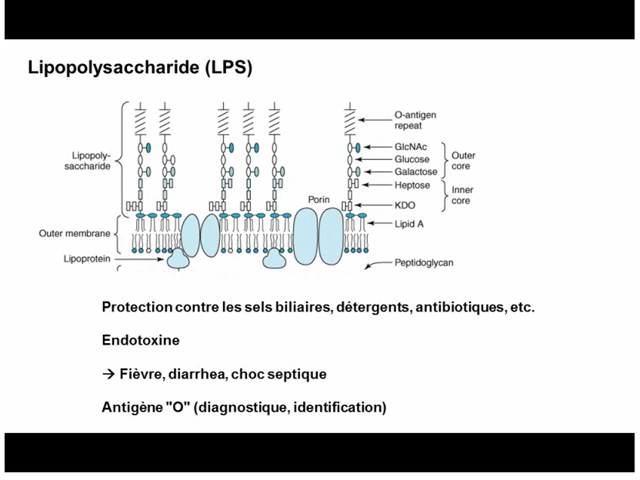 Lipopolysaccharide (LPS)
O-antigen
repeat
Lipopoly-
saccharide
GlcNAc
Glucose
Galactose
Outer
core
Heptose
KDO
Inner
core
Porin
Lipid A
Outer membrane
Lipoprotein
Peptidoglycan
Protection contre les sels biliaires, détergents, antibiotiques, etc.
Endotoxine
→ Fièvre, diarrhea, choc septique
Antigène "O" (diagnostique, identification)